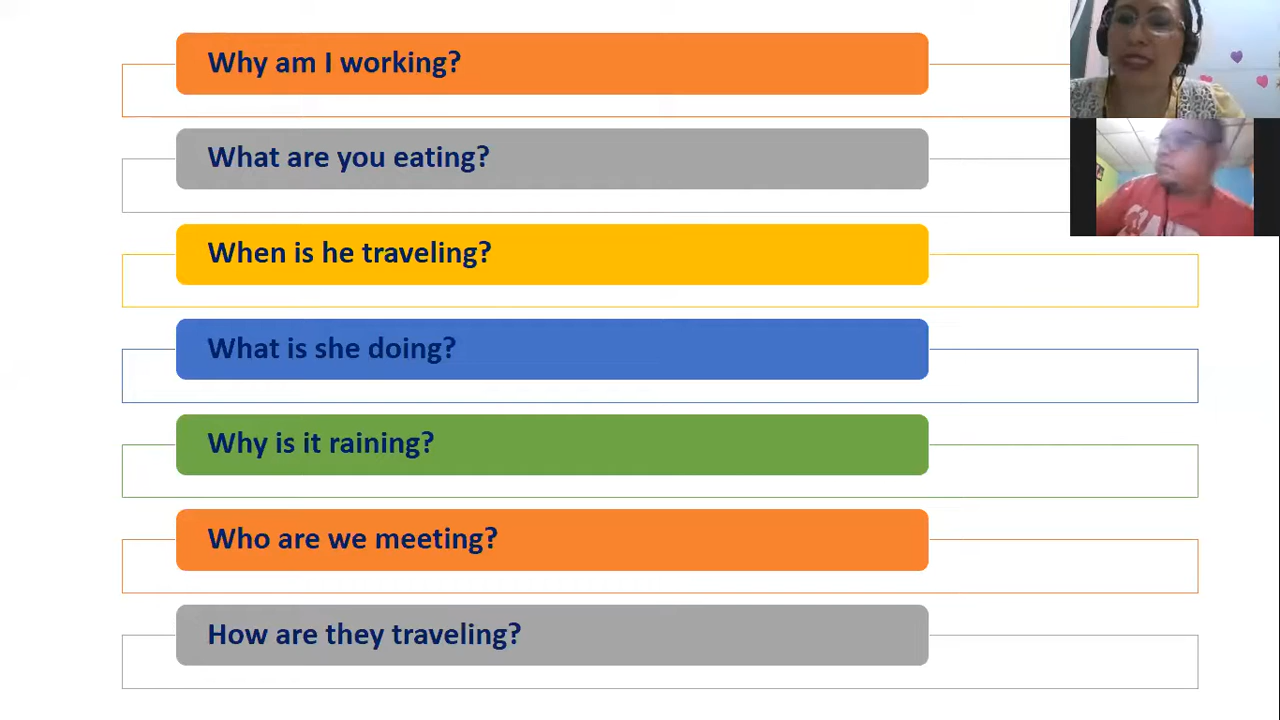 Why am I working?
What are you eating?
When is he traveling?
What is she doing?
Why is it raining?
Who are we meeting?
How are they traveling?